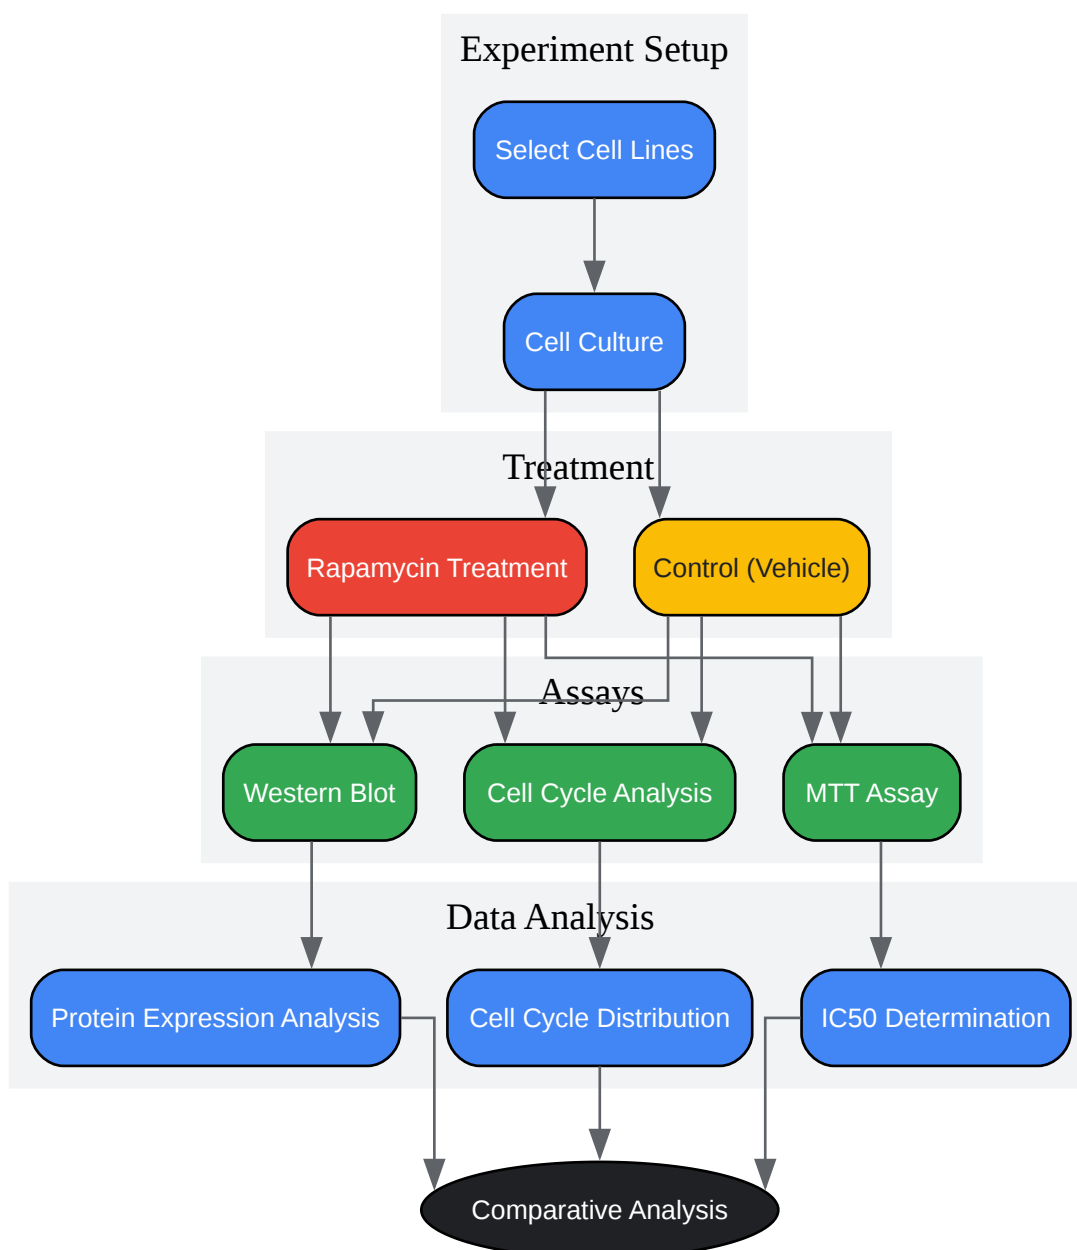 Experiment Setup
Select Cell Lines
Cell Culture
Treatment
Rapamycin Treatment
Control (Vehicle)
Assays
Western Blot
Cell Cycle Analysis
MTT Assay
Data Analysis
Protein Expression Analysis
Cell Cycle Distribution
IC50 Determination
Comparative Analysis